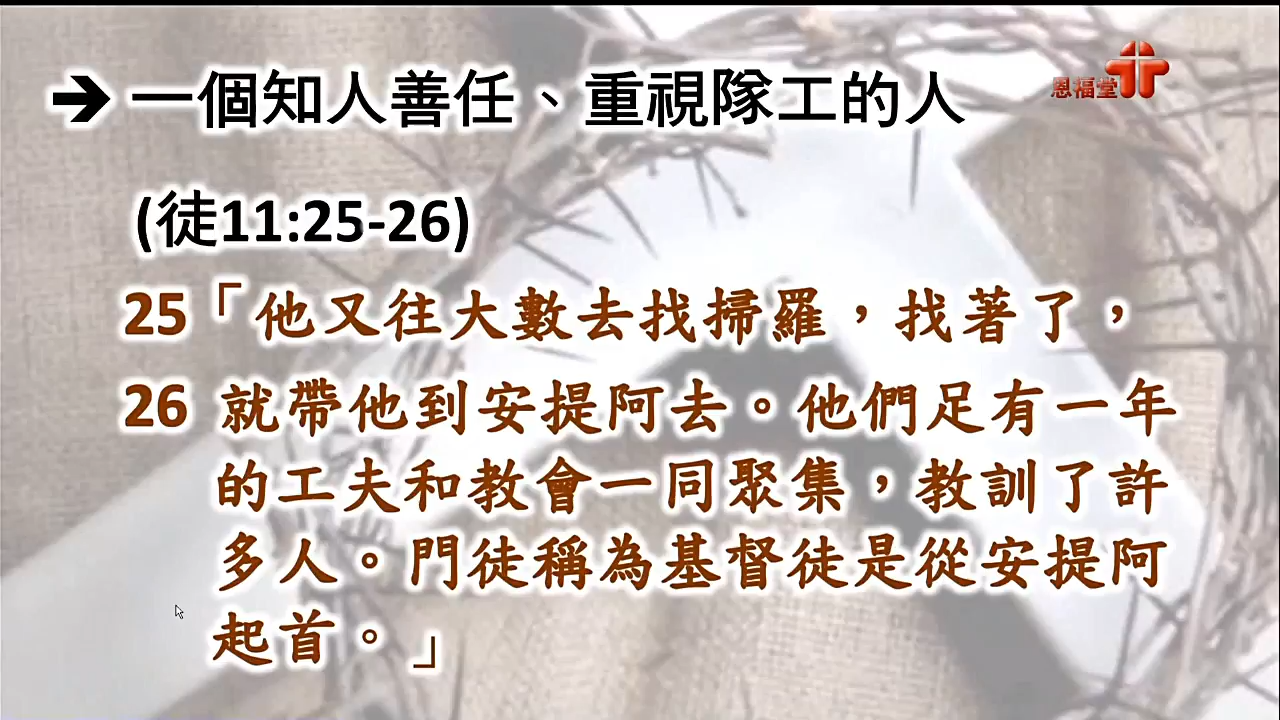 ➔ 一個知人善任、重視隊工的人
恩福堂
(徒11:25-26)
25「他又往大數去找掃羅，找著了，
26 就帶他到安提阿去。他們足有一年
的工夫和教會一同聚集，教訓了許
多人。門徒稱為基督徒是從安提阿
起首。」